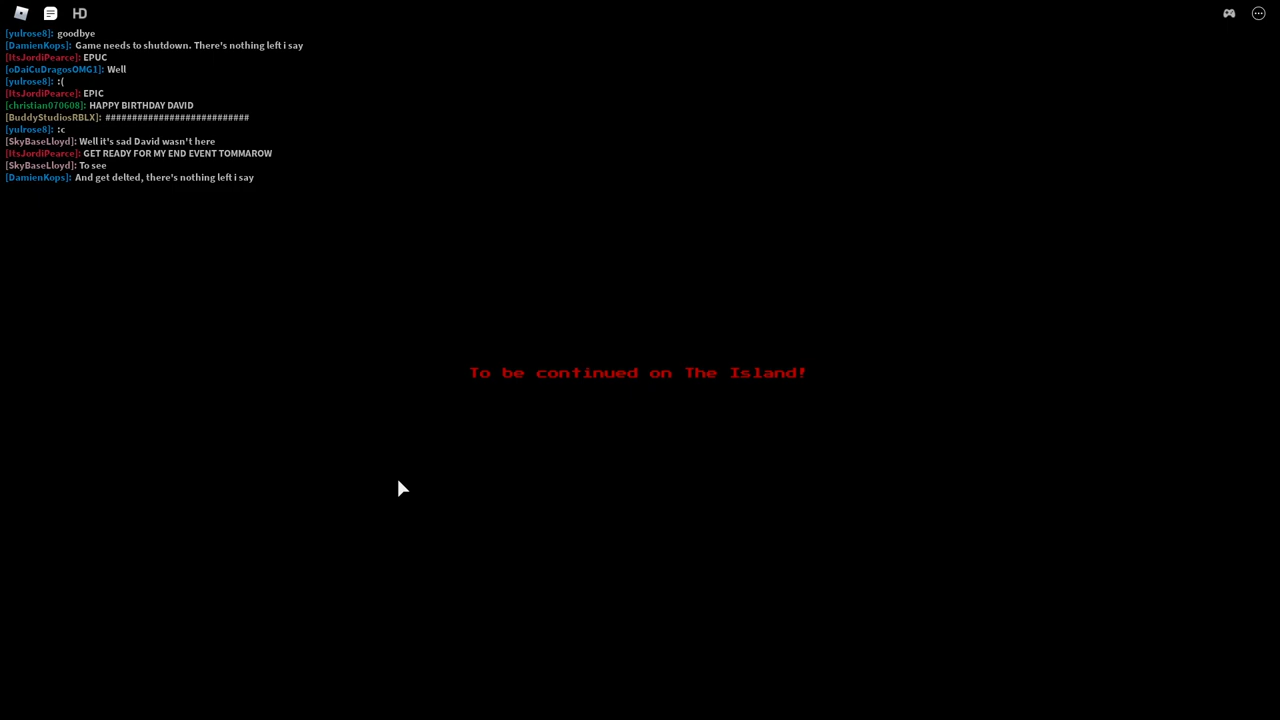 HD
[yulrose8]: goodbye
[DamienKops]: Game needs to shutdown. There's nothing left i say
[ItsJordiPearce]: EPUC
[oDaiCuDragosOMG1]: Well
[yulrose8]: :(
[ItsJordiPearce]: EPIC
[christian070608]: HAPPY BIRTHDAY DAVID
[BuddyStudiosRBLX]: ##########################
[yulrose8]: :c
[SkyBaseLloyd]: Well it's sad David wasn't here
[ItsJordiPearce]: GET READY FOR MY END EVENT TOMMAROW
[SkyBaseLloyd]: To see
[DamienKops]: And get delted, there's nothing left i say
To be continued on The Island!